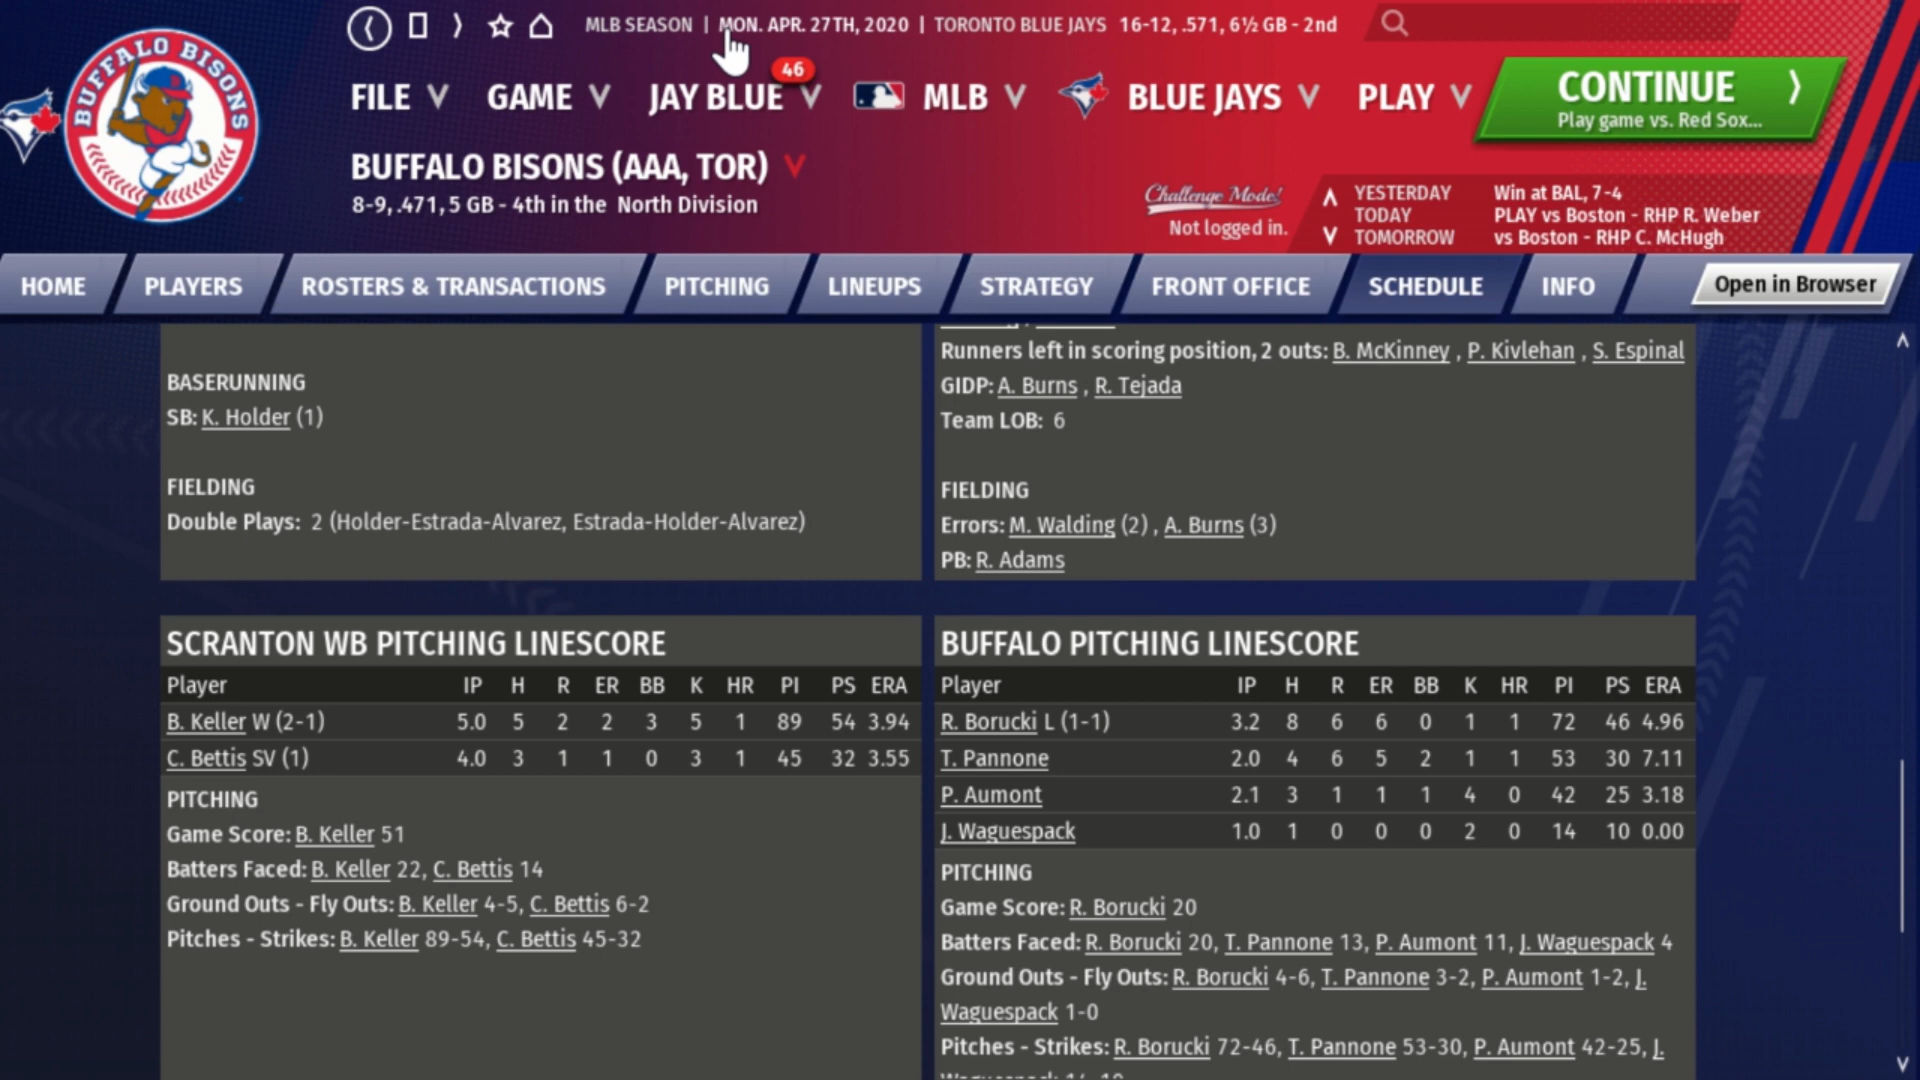 MLB SEASON | MON. APR. 27TH, 2020 | TORONTO BLUE JAYS 16-12, .571, 6½ GB - 2nd
BUFFALO BISONS
FILE GAME JAY BLUE 46 MLB BLUE JAYS PLAY
CONTINUE
Play game vs. Red Sox...
BUFFALO BISONS (AAA, TOR)
8-9, .471, 5 GB - 4th in the North Division
Challenge Mode!
Not logged in.
YESTERDAY Win at BAL, 7-4
TODAY PLAY vs Boston - RHP R. Weber
TOMORROW vs Boston - RHP C. McHugh
HOME PLAYERS ROSTERS & TRANSACTIONS PITCHING LINEUPS STRATEGY FRONT OFFICE SCHEDULE INFO Open in Browser
BASERUNNING
SB: K. Holder (1)
FIELDING
Double Plays: 2 (Holder-Estrada-Alvarez, Estrada-Holder-Alvarez)
Runners left in scoring position, 2 outs: B. McKinney , P. Kivlehan , S. Espinal
GIDP: A. Burns , R. Tejada
Team LOB: 6
FIELDING
Errors: M. Walding (2) , A. Burns (3)
PB: R. Adams
SCRANTON WB PITCHING LINESCORE
Player IP H R ER BB K HR PI PS ERA
B. Keller W (2-1) 5.0 5 2 2 3 5 1 89 54 3.94
C. Bettis SV (1) 4.0 3 1 1 0 3 1 45 32 3.55
PITCHING
Game Score: B. Keller 51
Batters Faced: B. Keller 22, C. Bettis 14
Ground Outs - Fly Outs: B. Keller 4-5, C. Bettis 6-2
Pitches - Strikes: B. Keller 89-54, C. Bettis 45-32
BUFFALO PITCHING LINESCORE
Player IP H R ER BB K HR PI PS ERA
R. Borucki L (1-1) 3.2 8 6 6 0 1 1 72 46 4.96
T. Pannone 2.0 4 6 5 2 1 1 53 30 7.11
P. Aumont 2.1 3 1 1 1 4 0 42 25 3.18
J. Waguespack 1.0 1 0 0 0 2 0 14 10 0.00
PITCHING
Game Score: R. Borucki 20
Batters Faced: R. Borucki 20, T. Pannone 13, P. Aumont 11, J. Waguespack 4
Ground Outs - Fly Outs: R. Borucki 4-6, T. Pannone 3-2, P. Aumont 1-2, J.
Waguespack 1-0
Pitches - Strikes: R. Borucki 72-46, T. Pannone 53-30, P. Aumont 42-25, J.